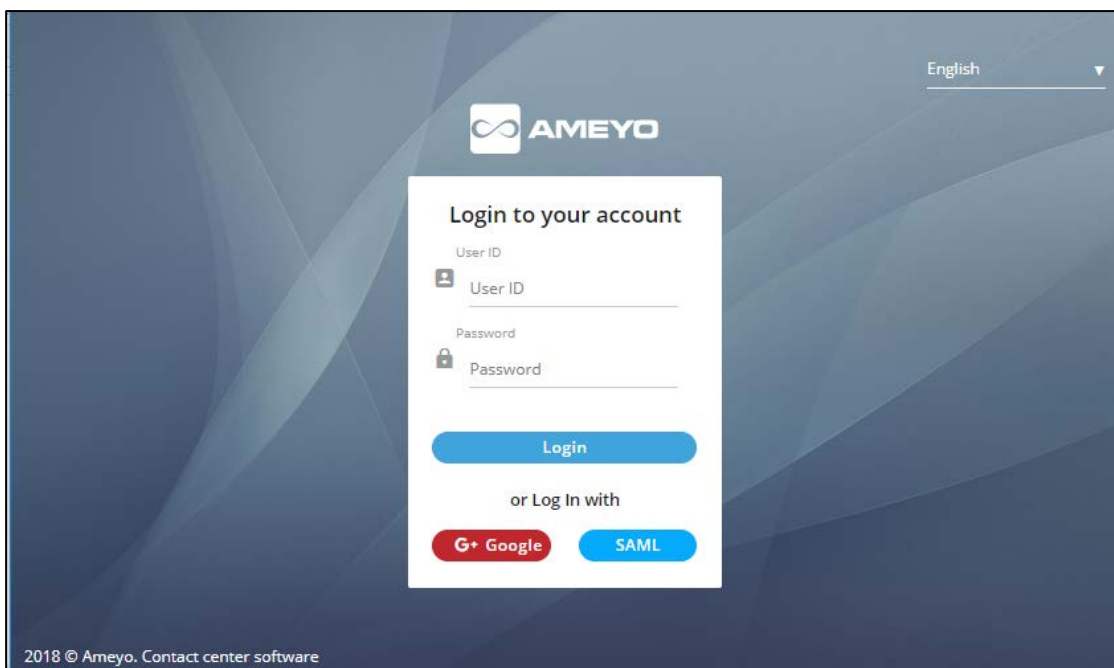 English
AMEYO
Login to your account
User ID
User ID
Password
Password
Login
or Log In with
G+ Google
SAML
2018 © Ameyo. Contact center software